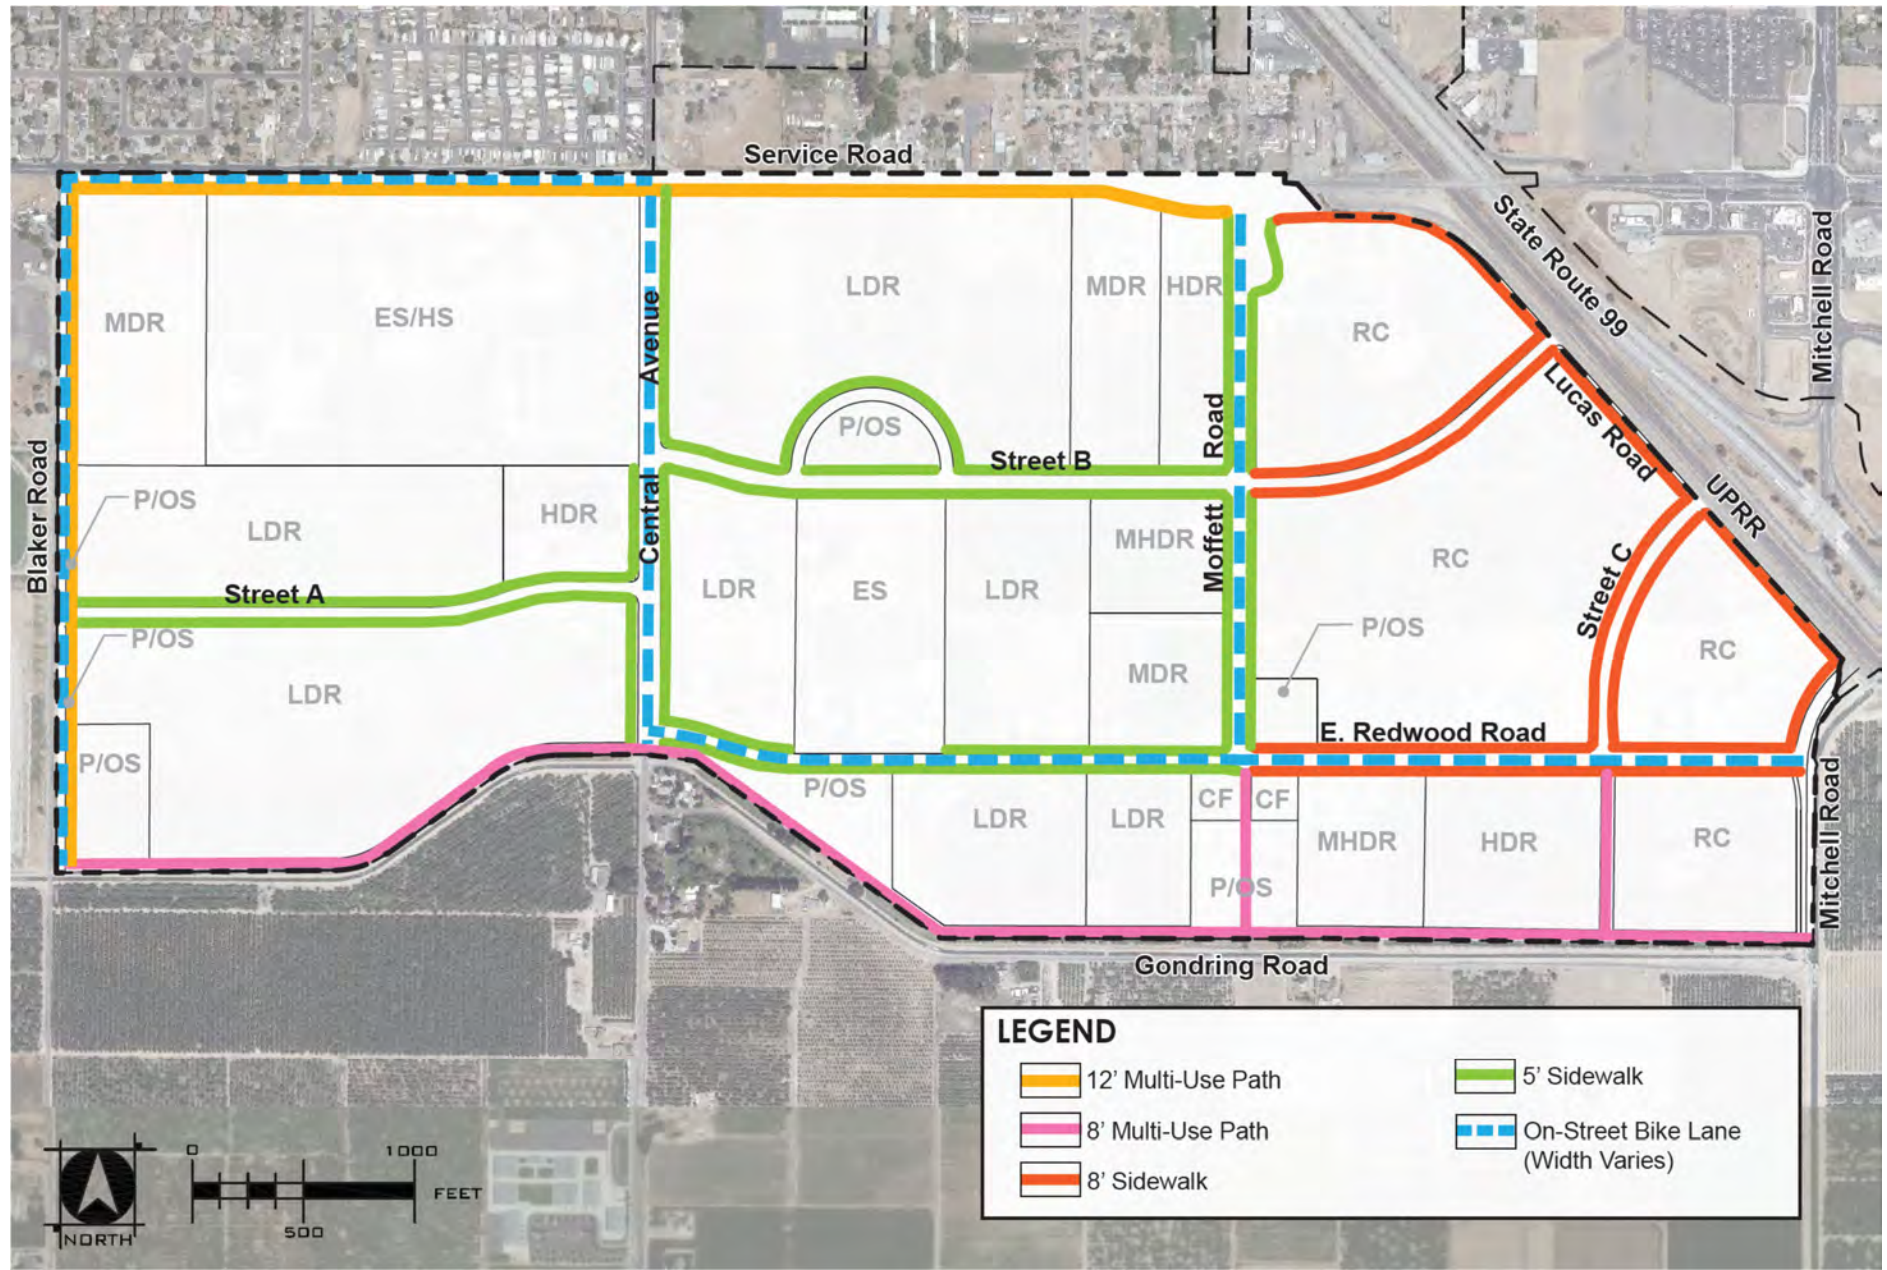 Service Road
State Route 99
Mitchell Road
LDR
MDR
HDR
MDR
ES/HS
Avenue
RC
Lucas Road
P/OS
Road
Street B
UPRR
Blaker Road
P/OS
LDR
HDR
Central
MHDR
Moffett
RC
Street C
Street A
LDR
ES
LDR
P/OS
P/OS
RC
LDR
MDR
E. Redwood Road
P/OS
P/OS
CF
CF
LDR
LDR
MHDR
HDR
RC
Mitchell Road
P/OS
Gondring Road
LEGEND
12' Multi-Use Path
8' Multi-Use Path
8' Sidewalk
5' Sidewalk
On-Street Bike Lane
(Width Varies)
0
1000
FEET
500
NORTH